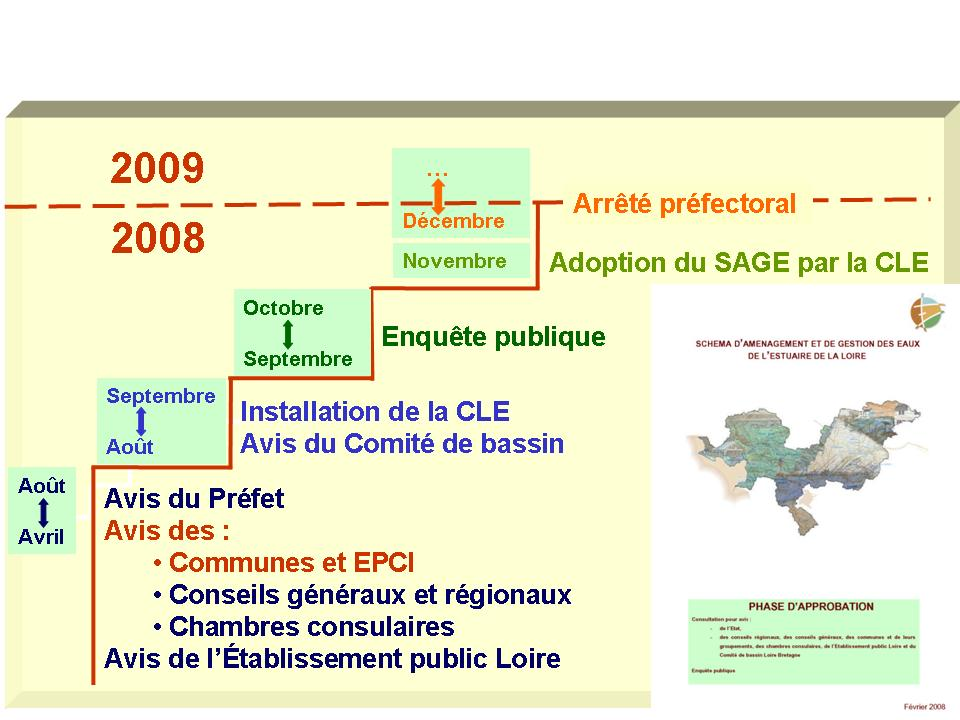 2009
2008
…
Décembre
Arrêté préfectoral
Novembre
Adoption du SAGE par la CLE
Octobre
Septembre
Enquête publique
Septembre
Août
Installation de la CLE
Avis du Comité de bassin
Août
Avril
Avis du Préfet
Avis des :
• Communes et EPCI
• Conseils généraux et régionaux
• Chambres consulaires
Avis de l’Établissement public Loire
SCHEMA D’AMENAGEMENT ET DE GESTION DES EAUX
DE L’ESTUAIRE DE LA LOIRE
PHASE D’APPROBATION
Consultation pour avis :
- de l’Etat,
- des conseils régionaux, des conseils généraux, des communes et de leurs
groupements, des chambres consulaires, de l’Etablissement public Loire et du
Comité de bassin Loire Bretagne
Enquête publique
Février 2008